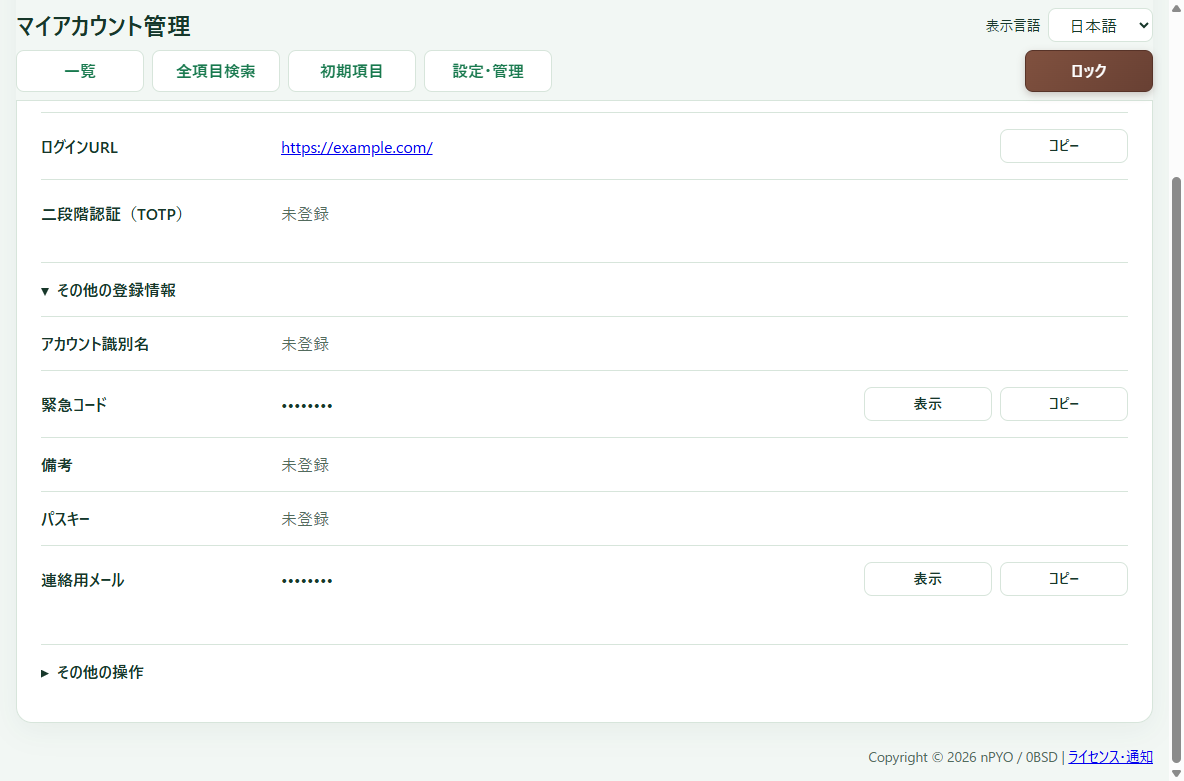 マイアカウント管理
表示言語 日本語
一覧 全項目検索 初期項目 設定・管理 ロック
ログインURL https://example.com/ コピー
二段階認証（TOTP） 未登録
▼ その他の登録情報
アカウント識別名 未登録
緊急コード •••••••• 表示 コピー
備考 未登録
パスキー 未登録
連絡用メール •••••••• 表示 コピー
▶ その他の操作
Copyright © 2026 nPYO / 0BSD | ライセンス・通知